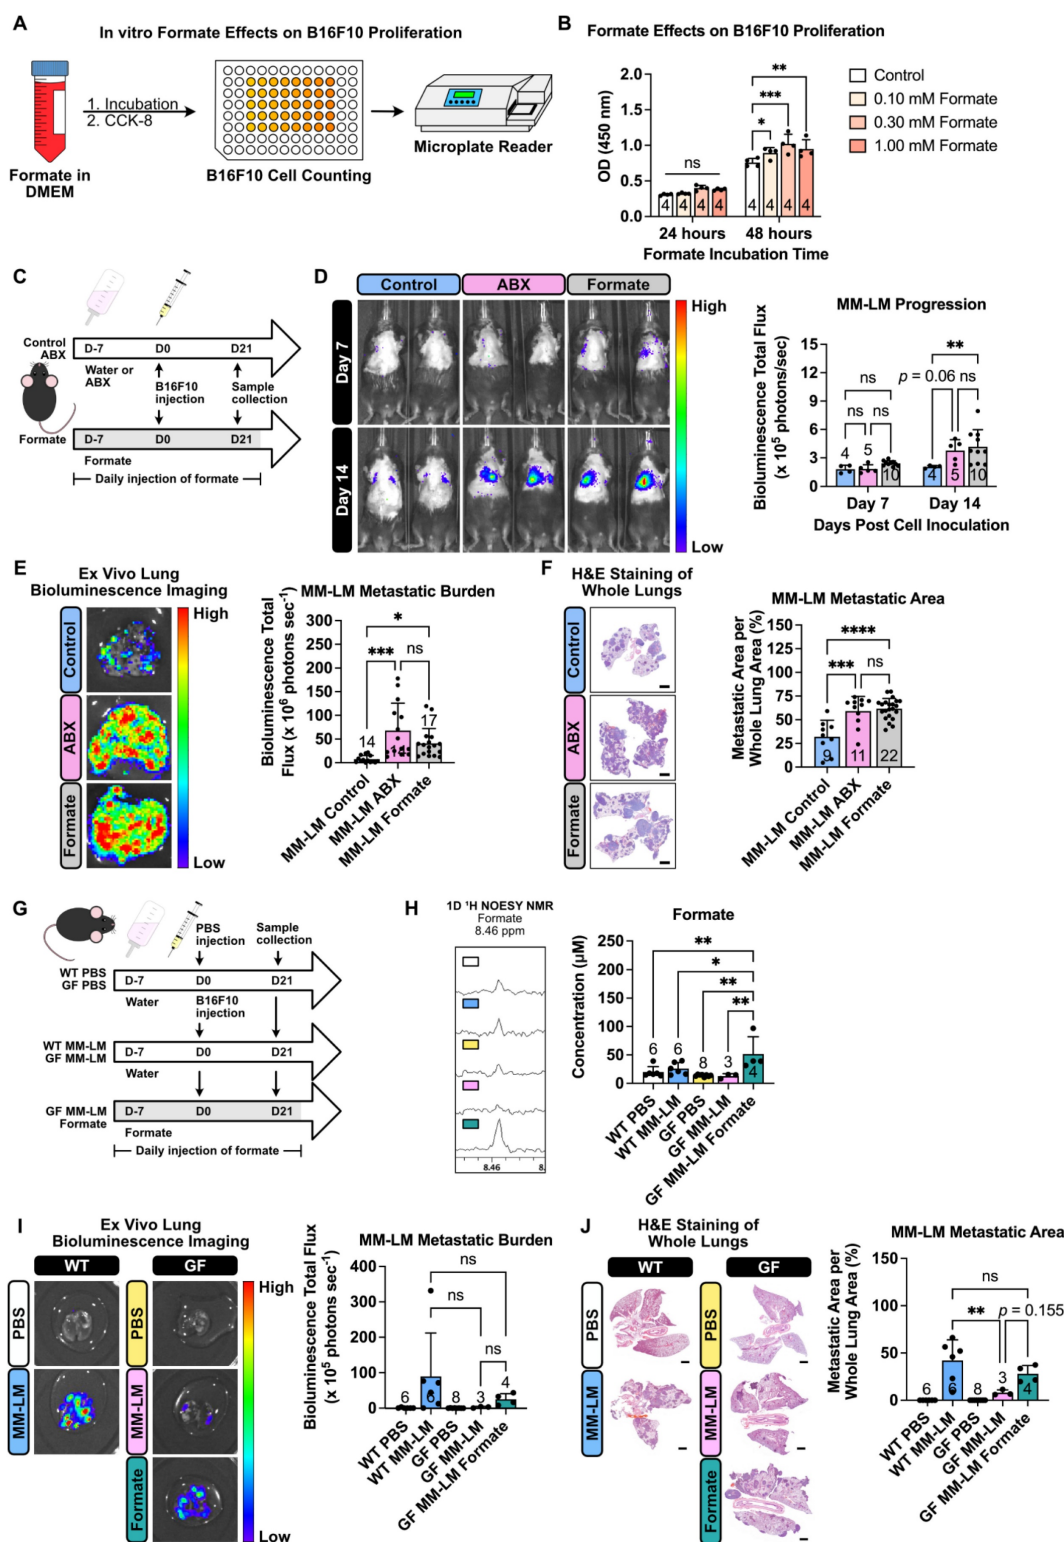 A
In vitro Formate Effects on B16F10 Proliferation
1. Incubation
2. CCK-8
Formate in
DMEM
B16F10 Cell Counting
Microplate Reader
B
Formate Effects on B16F10 Proliferation
OD (450 nm)
2.0
1.5
1.0
0.5
0.0
ns
*
***
**
4 4 4 4
4 4 4 4
24 hours
48 hours
Formate Incubation Time
Control
0.10 mM Formate
0.30 mM Formate
1.00 mM Formate
C
Control
ABX
D-7 D0 D21
Water or
ABX
B16F10
injection
Sample
collection
Formate
D-7 D0 D21
Formate
Daily injection of formate
D
Control
ABX
Formate
Day 7
Day 14
High
Low
MM-LM Progression
Bioluminescence Total Flux
(x 10⁵ photons/sec)
15
12
9
6
3
0
ns
ns ns
4 5 10
**
p = 0.06 ns
4 5 10
Day 7
Day 14
Days Post Cell Inoculation
E
Ex Vivo Lung
Bioluminescence Imaging
Control
ABX
Formate
High
Low
MM-LM Metastatic Burden
Bioluminescence Total
Flux (x 10⁶ photons sec⁻¹)
300
250
200
150
100
50
0
*
*** ns
14
17
MM-LM Control
MM-LM ABX
MM-LM Formate
F
H&E Staining of
Whole Lungs
Control
ABX
Formate
MM-LM Metastatic Area
Metastatic Area per
Whole Lung Area (%)
150
125
100
75
50
25
0
****
*** ns
9 11 22
MM-LM Control
MM-LM ABX
MM-LM Formate
G
PBS
injection
Sample
collection
WT PBS
GF PBS
D-7 D0 D21
Water
B16F10
injection
WT MM-LM
GF MM-LM
D-7 D0 D21
Water
GF MM-LM
Formate
D-7 D0 D21
Formate
Daily injection of formate
H
1D ¹H NOESY NMR
Formate
8.46 ppm
8.46
8.
Formate
Concentration (μM)
250
200
150
100
50
0
**
*
**
**
6 6 8 3 4
WT PBS
WT MM-LM
GF PBS
GF MM-LM
GF MM-LM Formate
I
Ex Vivo Lung
Bioluminescence Imaging
WT
GF
PBS
PBS
MM-LM
MM-LM
Formate
High
Low
MM-LM Metastatic Burden
Bioluminescence Total Flux
(x 10⁵ photons sec⁻¹)
400
300
200
100
0
ns
ns
ns
6 6 8 3 4
WT PBS
WT MM-LM
GF PBS
GF MM-LM
GF MM-LM Formate
J
H&E Staining of
Whole Lungs
WT
GF
PBS
PBS
MM-LM
MM-LM
Formate
MM-LM Metastatic Area
Metastatic Area per
Whole Lung Area (%)
150
100
50
0
ns
**
p = 0.155
6 6 8 3 4
WT PBS
WT MM-LM
GF PBS
GF MM-LM
GF MM-LM Formate